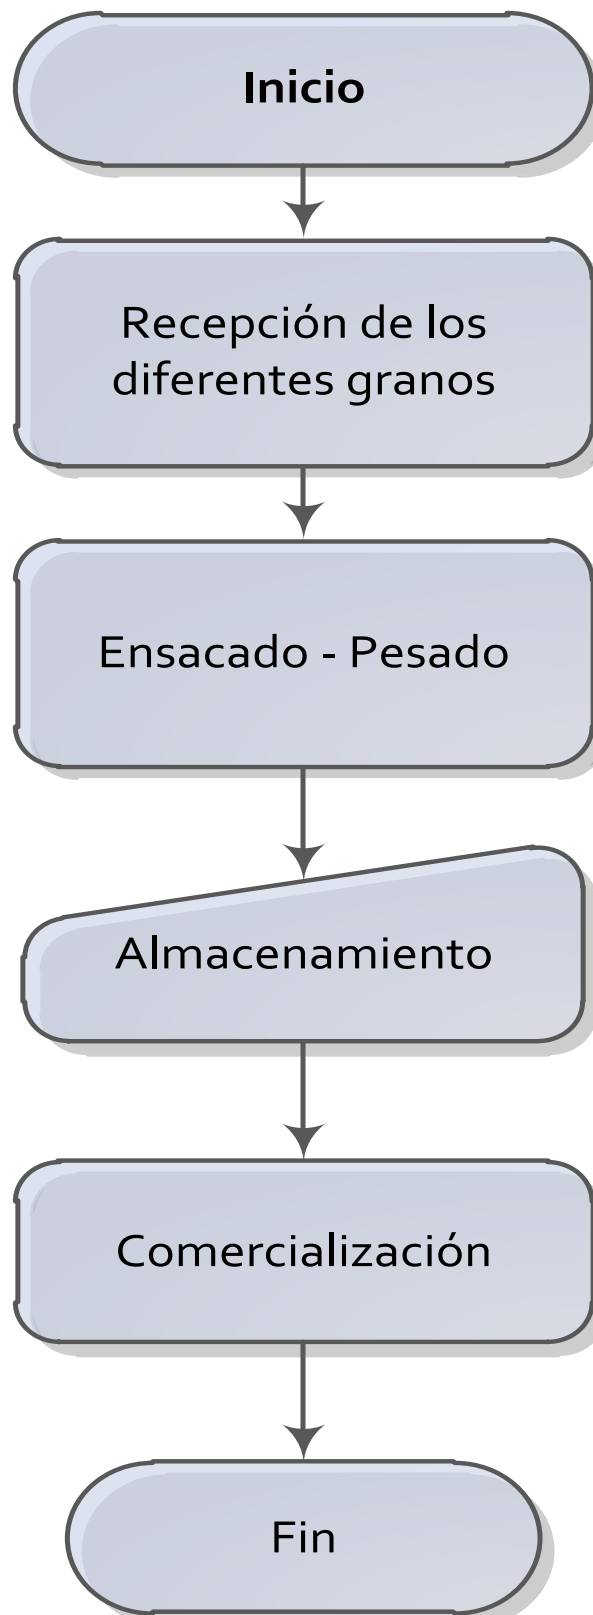 Inicio
Recepción de los
diferentes granos
Ensacado - Pesado
Almacenamiento
Comercialización
Fin